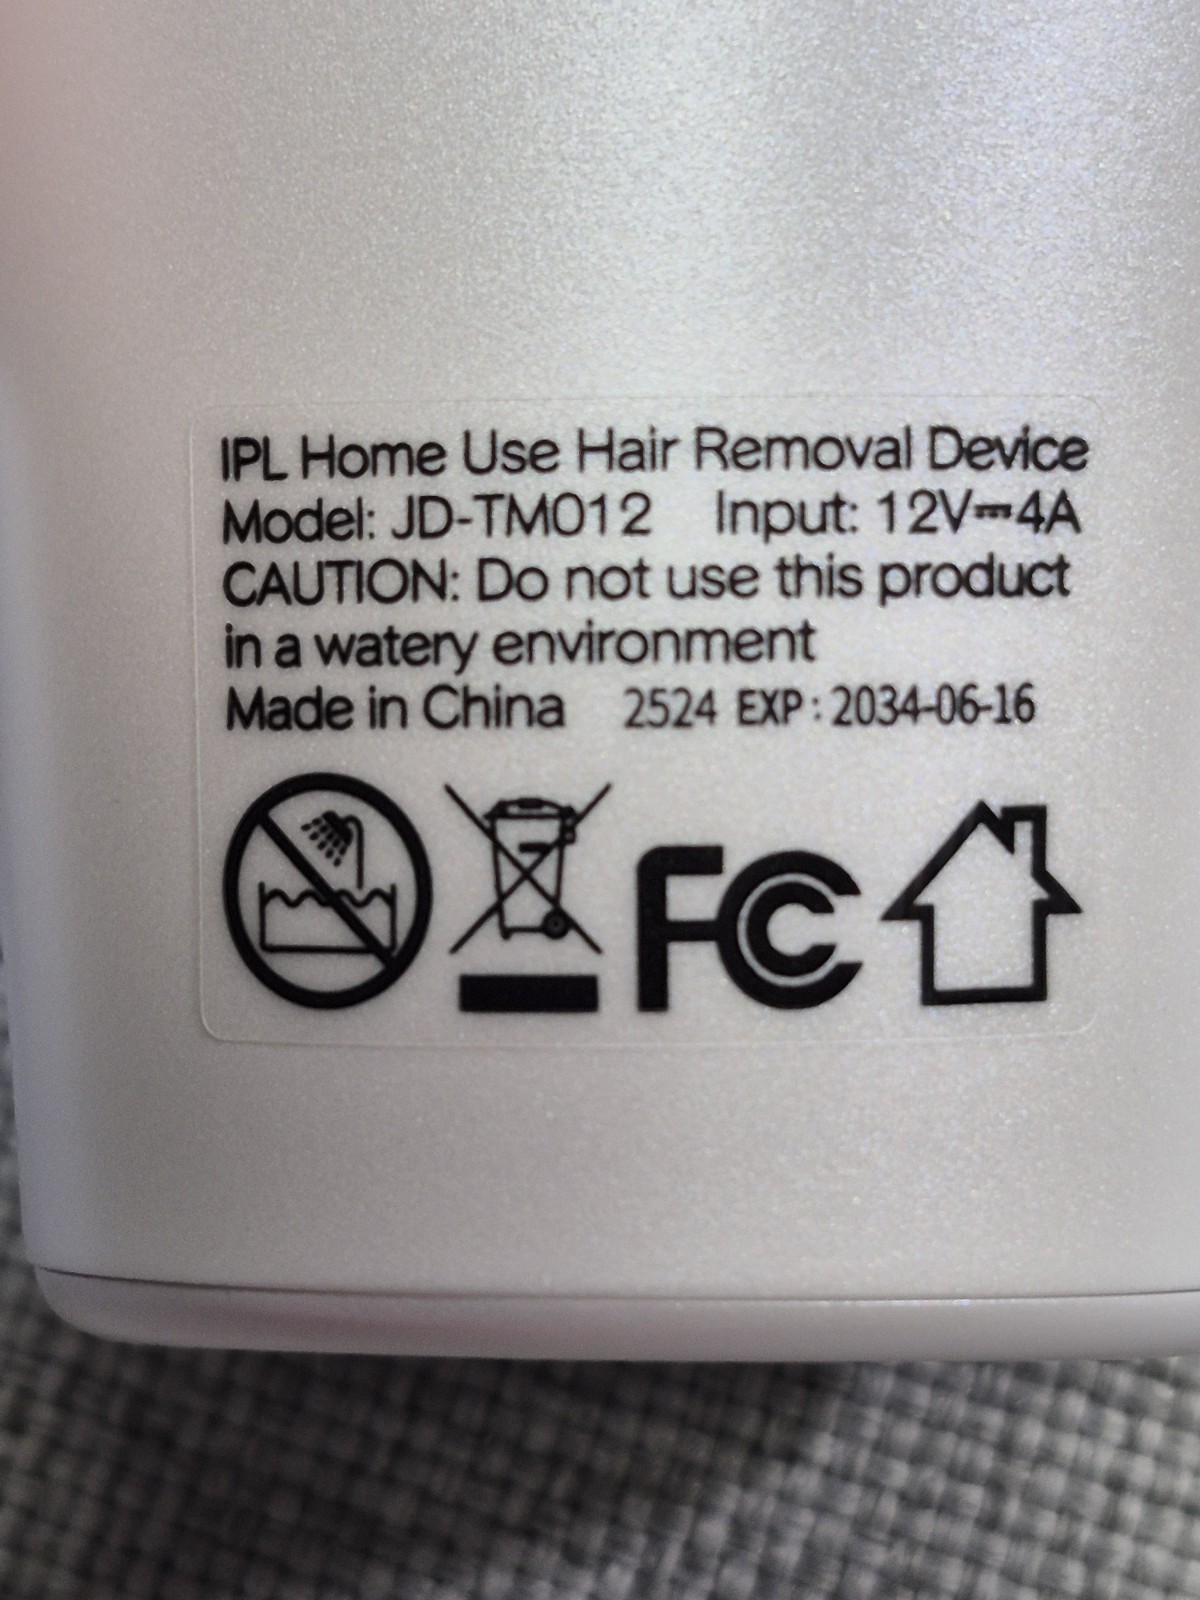 IPL Home Use Hair Removal Device
Model: JD-TM012 Input: 12V⎓4A
CAUTION: Do not use this product
in a watery environment
Made in China 2524 EXP: 2034-06-16
FC